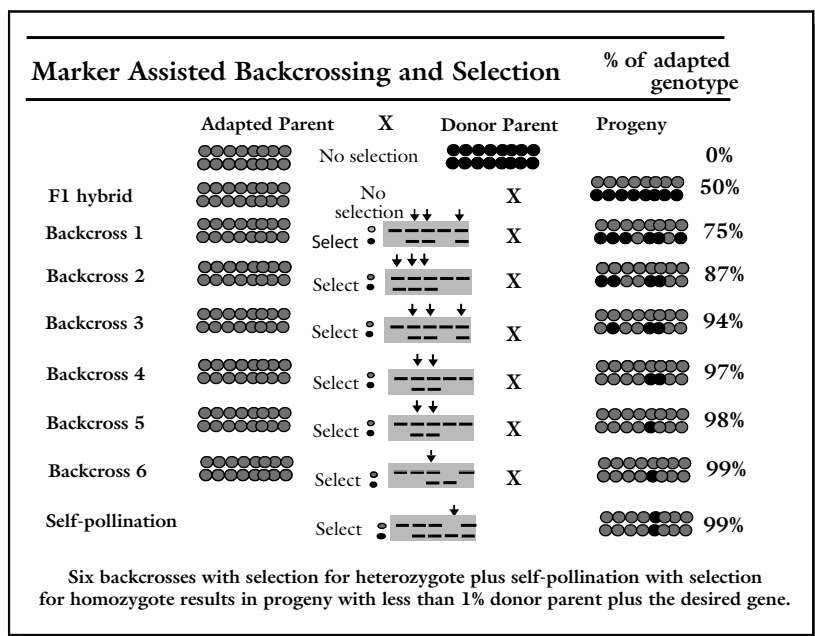 Marker Assisted Backcrossing and Selection
% of adapted
genotype
Adapted Parent X Donor Parent Progeny
No selection 0%
F1 hybrid No X 50%
selection
Backcross 1 Select X 75%
Backcross 2 Select X 87%
Backcross 3 Select X 94%
Backcross 4 Select X 97%
Backcross 5 Select X 98%
Backcross 6 Select X 99%
Self-pollination Select 99%
Six backcrosses with selection for heterozygote plus self-pollination with selection
for homozygote results in progeny with less than 1% donor parent plus the desired gene.